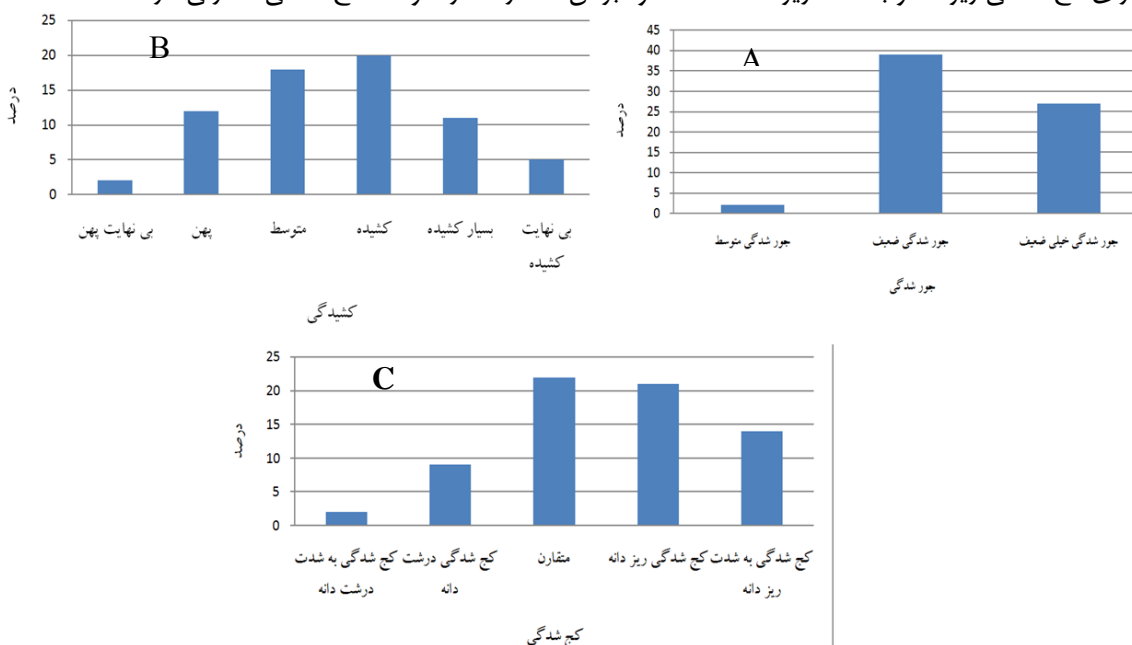 B
25
20
15
10
5
0
درصد
بی نهایت پهن
پهن
متوسط
کشیده
بسیار کشیده
بی نهایت
کشیده
کشیدگی
A
45
40
35
30
25
20
15
10
5
0
درصد
جور شدگی متوسط
جور شدگی ضعیف
جور شدگی خیلی ضعیف
جور شدگی
C
25
20
15
10
5
0
درصد
کج شدگی به شدت
درشت دانه
کج شدگی درشت
دانه
متقارن
کج شدگی ریز دانه
کج شدگی به شدت
ریز دانه
کج شدگی